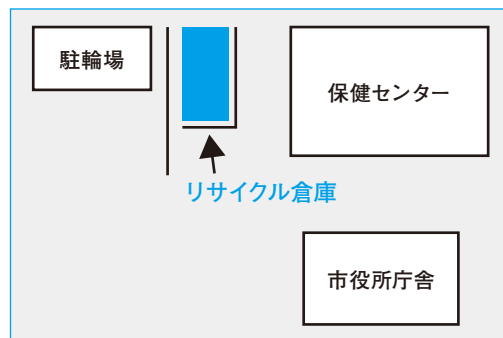 駐輪場
保健センター
リサイクル倉庫
市役所庁舎